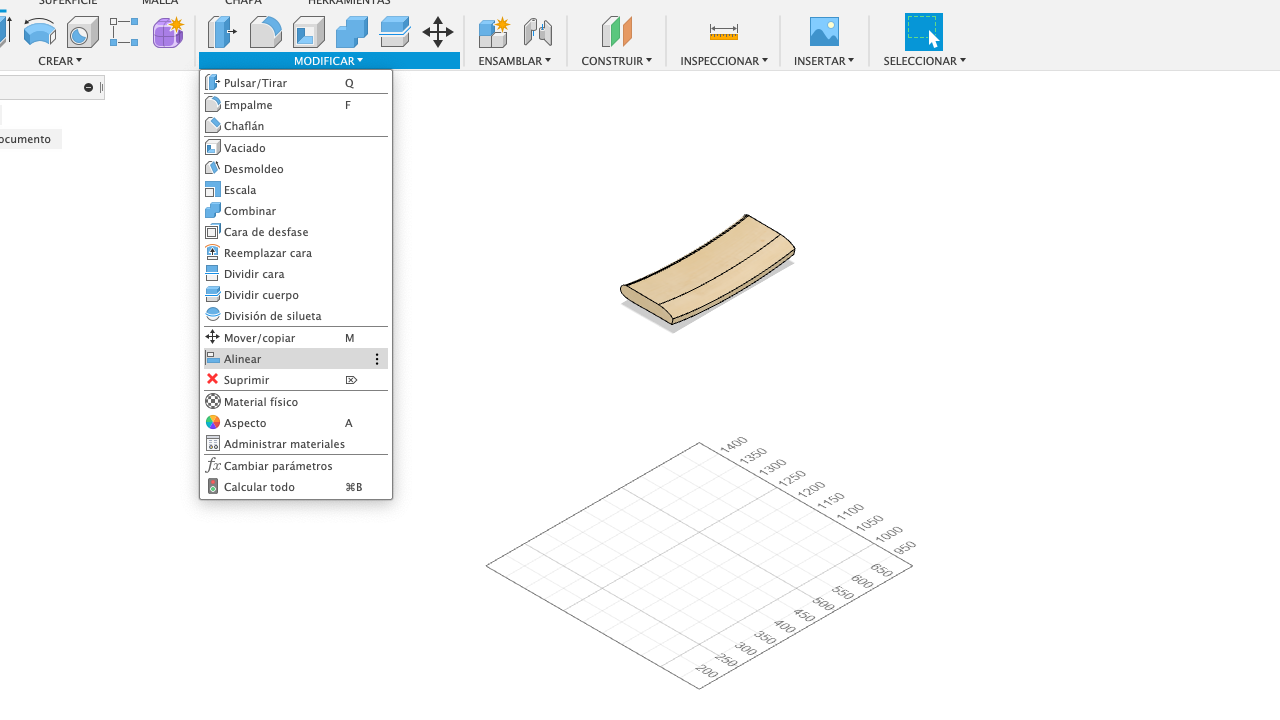 SUPERFICIE MALLA CHAPA HERRAMIENTAS
CREAR MODIFICAR ENSAMBLAR CONSTRUIR INSPECCIONAR INSERTAR SELECCIONAR
Pulsar/Tirar Q
Empalme F
Chaflán
ocumento
Vaciado
Desmoldeo
Escala
Combinar
Cara de desfase
Reemplazar cara
Dividir cara
Dividir cuerpo
División de silueta
Mover/copiar M
Alinear
Suprimir ⌦
Material físico
Aspecto A
Administrar materiales
Cambiar parámetros
Calcular todo ⌘B
1400
1350
1300
1250
1200
1150
1100
1050
1000
950
650
600
550
500
450
400
350
300
250
200